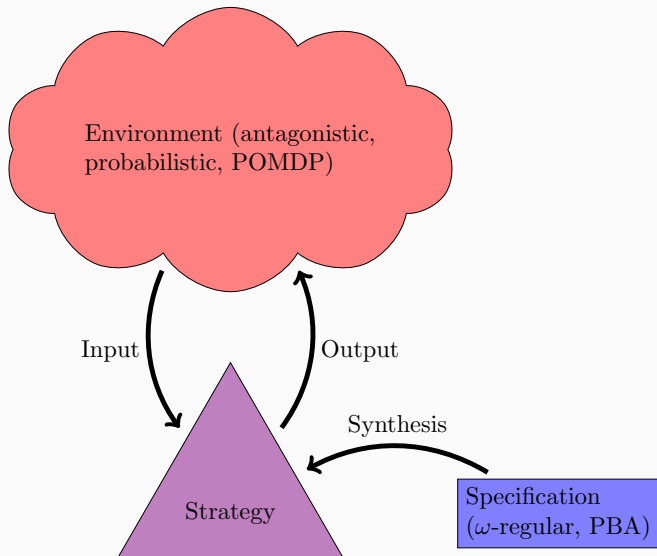 Environment (antagonistic,
probabilistic, POMDP)
Input
Output
Synthesis
Strategy
Specification
(ω-regular, PBA)